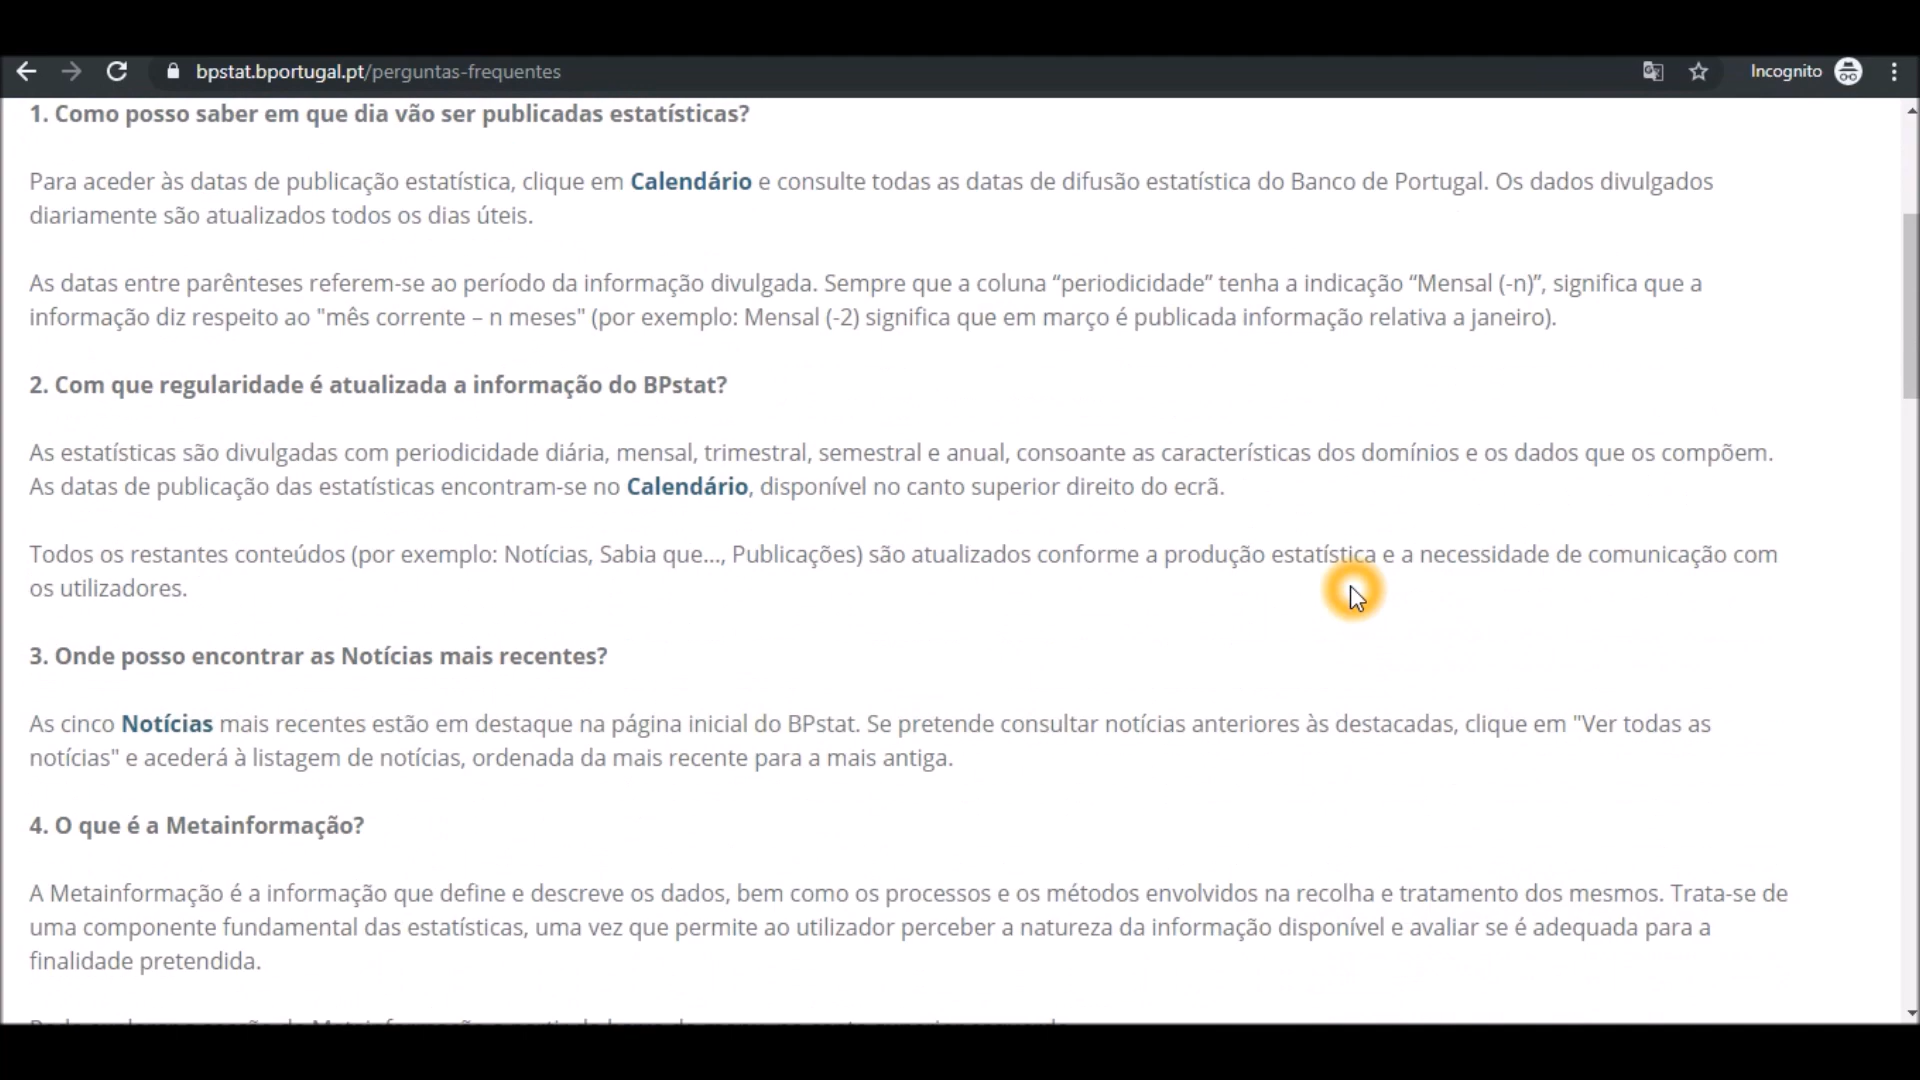 bpstat.bportugal.pt/perguntas-frequentes
Incognito
1. Como posso saber em que dia vão ser publicadas estatísticas?
Para aceder às datas de publicação estatística, clique em Calendário e consulte todas as datas de difusão estatística do Banco de Portugal. Os dados divulgados
diariamente são atualizados todos os dias úteis.
As datas entre parênteses referem-se ao período da informação divulgada. Sempre que a coluna “periodicidade” tenha a indicação “Mensal (-n)”, significa que a
informação diz respeito ao "mês corrente – n meses" (por exemplo: Mensal (-2) significa que em março é publicada informação relativa a janeiro).
2. Com que regularidade é atualizada a informação do BPstat?
As estatísticas são divulgadas com periodicidade diária, mensal, trimestral, semestral e anual, consoante as características dos domínios e os dados que os compõem.
As datas de publicação das estatísticas encontram-se no Calendário, disponível no canto superior direito do ecrã.
Todos os restantes conteúdos (por exemplo: Notícias, Sabia que..., Publicações) são atualizados conforme a produção estatística e a necessidade de comunicação com
os utilizadores.
3. Onde posso encontrar as Notícias mais recentes?
As cinco Notícias mais recentes estão em destaque na página inicial do BPstat. Se pretende consultar notícias anteriores às destacadas, clique em "Ver todas as
notícias" e acederá à listagem de notícias, ordenada da mais recente para a mais antiga.
4. O que é a Metainformação?
A Metainformação é a informação que define e descreve os dados, bem como os processos e os métodos envolvidos na recolha e tratamento dos mesmos. Trata-se de
uma componente fundamental das estatísticas, uma vez que permite ao utilizador perceber a natureza da informação disponível e avaliar se é adequada para a
finalidade pretendida.